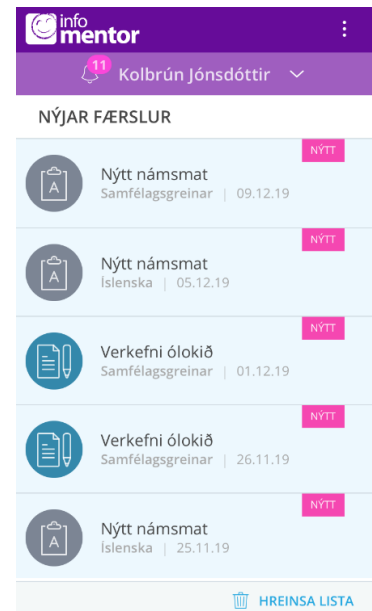 info
mentor
11
Kolbrún Jónsdóttir
NÝJAR FÆRSLUR
NÝTT
Nýtt námsmat
Samfélagsgreinar | 09.12.19
A
NÝTT
Nýtt námsmat
Íslenska | 05.12.19
A
NÝTT
Verkefni ólokið
Samfélagsgreinar | 01.12.19
NÝTT
Verkefni ólokið
Samfélagsgreinar | 26.11.19
NÝTT
Nýtt námsmat
Íslenska | 25.11.19
A
HREINSA LISTA